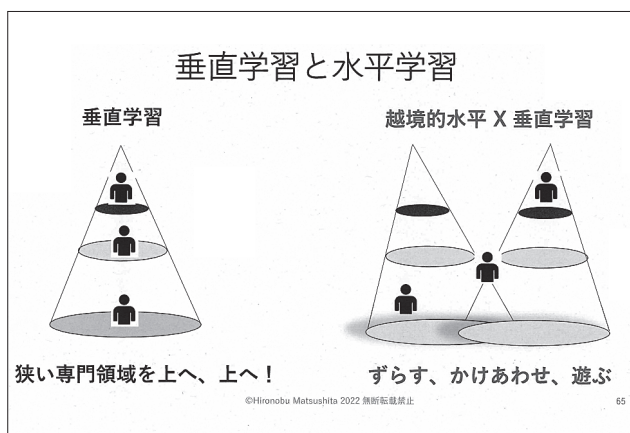 垂直学習と水平学習
垂直学習
越境的水平 X 垂直学習
狭い専門領域を上へ、上へ！
ずらす、かけあわせ、遊ぶ
©Hironobu Matsushita 2022 無断転載禁止
65